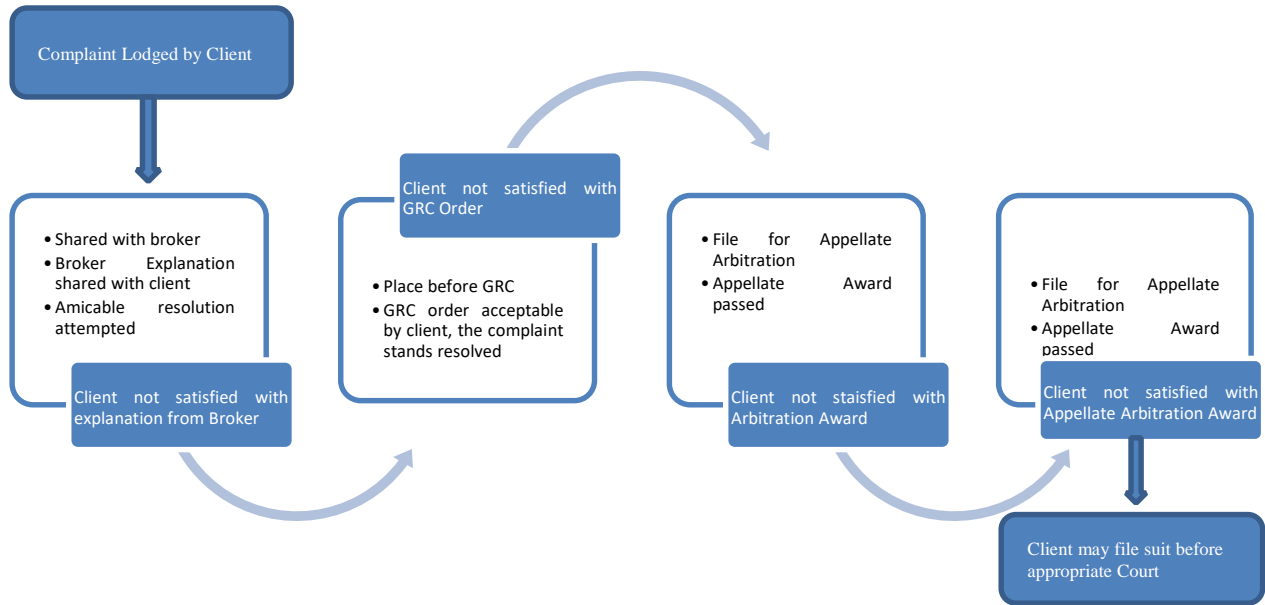 Complaint Lodged by Client
• Shared with broker
• Broker Explanation
shared with client
• Amicable resolution
attempted
Client not satisfied with
explanation from Broker
Client not satisfied with
GRC Order
• Place before GRC
• GRC order acceptable
by client, the complaint
stands resolved
• File for Appellate
Arbitration
• Appellate Award
passed
Client not staisfied with
Arbitration Award
• File for Appellate
Arbitration
• Appellate Award
passed
Client not satisfied with
Appellate Arbitration Award
Client may file suit before
appropriate Court